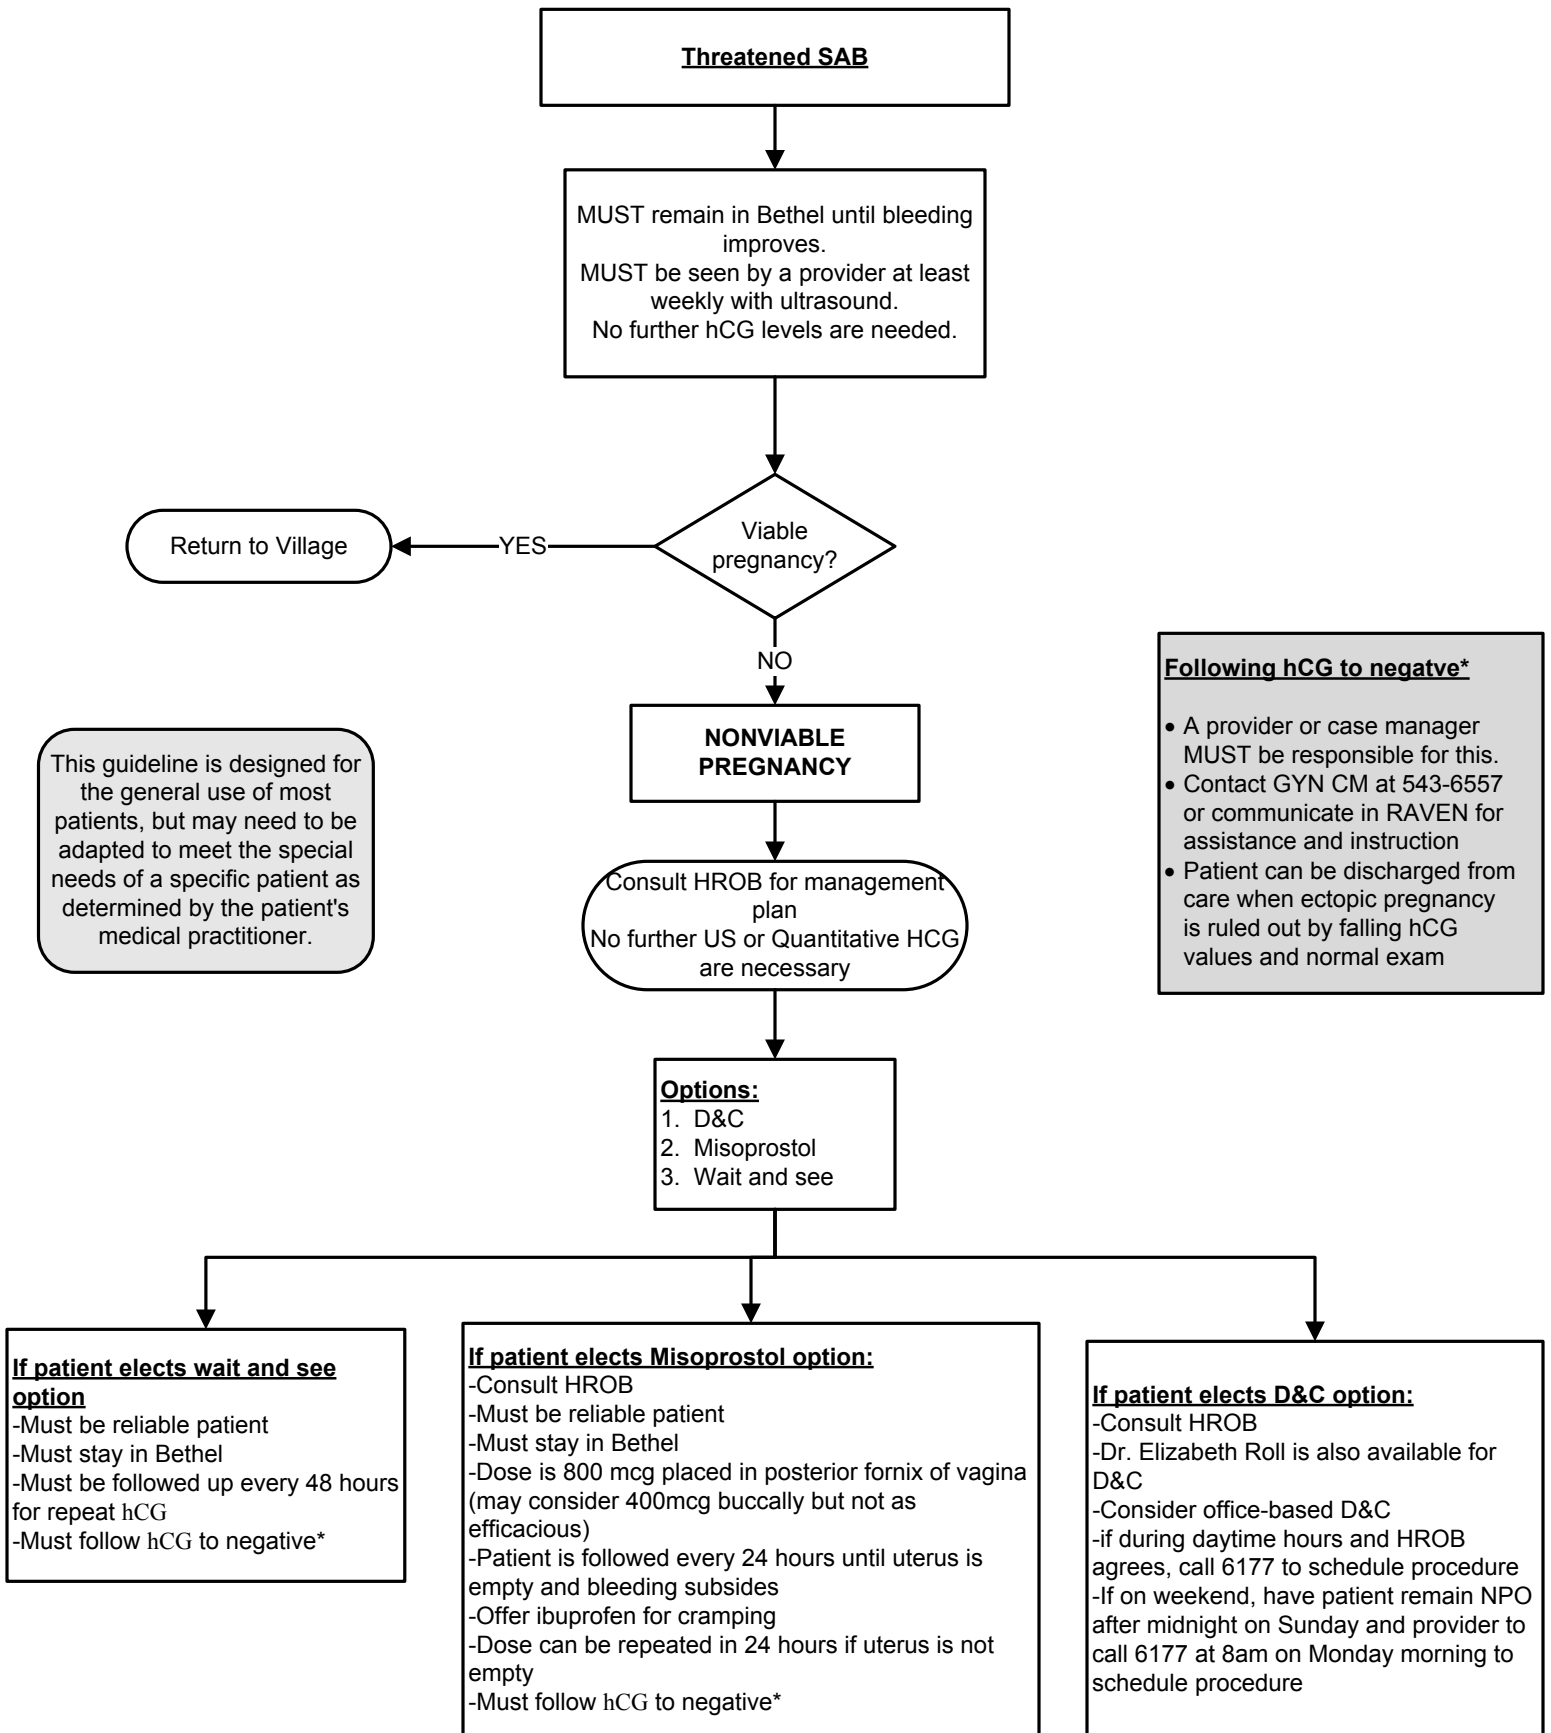 Threatened SAB
MUST remain in Bethel until bleeding
improves.
MUST be seen by a provider at least
weekly with ultrasound.
No further hCG levels are needed.
Viable
pregnancy?
YES
Return to Village
NO
NONVIABLE
PREGNANCY
This guideline is designed for
the general use of most
patients, but may need to be
adapted to meet the special
needs of a specific patient as
determined by the patient's
medical practitioner.
Following hCG to negatve*
• A provider or case manager
MUST be responsible for this.
• Contact GYN CM at 543-6557
or communicate in RAVEN for
assistance and instruction
• Patient can be discharged from
care when ectopic pregnancy
is ruled out by falling hCG
values and normal exam
Consult HROB for management
plan
No further US or Quantitative HCG
are necessary
Options:
1. D&C
2. Misoprostol
3. Wait and see
If patient elects wait and see
option
-Must be reliable patient
-Must stay in Bethel
-Must be followed up every 48 hours
for repeat hCG
-Must follow hCG to negative*
If patient elects Misoprostol option:
-Consult HROB
-Must be reliable patient
-Must stay in Bethel
-Dose is 800 mcg placed in posterior fornix of vagina
(may consider 400mcg buccally but not as
efficacious)
-Patient is followed every 24 hours until uterus is
empty and bleeding subsides
-Offer ibuprofen for cramping
-Dose can be repeated in 24 hours if uterus is not
empty
-Must follow hCG to negative*
If patient elects D&C option:
-Consult HROB
-Dr. Elizabeth Roll is also available for
D&C
-Consider office-based D&C
-if during daytime hours and HROB
agrees, call 6177 to schedule procedure
-If on weekend, have patient remain NPO
after midnight on Sunday and provider to
call 6177 at 8am on Monday morning to
schedule procedure